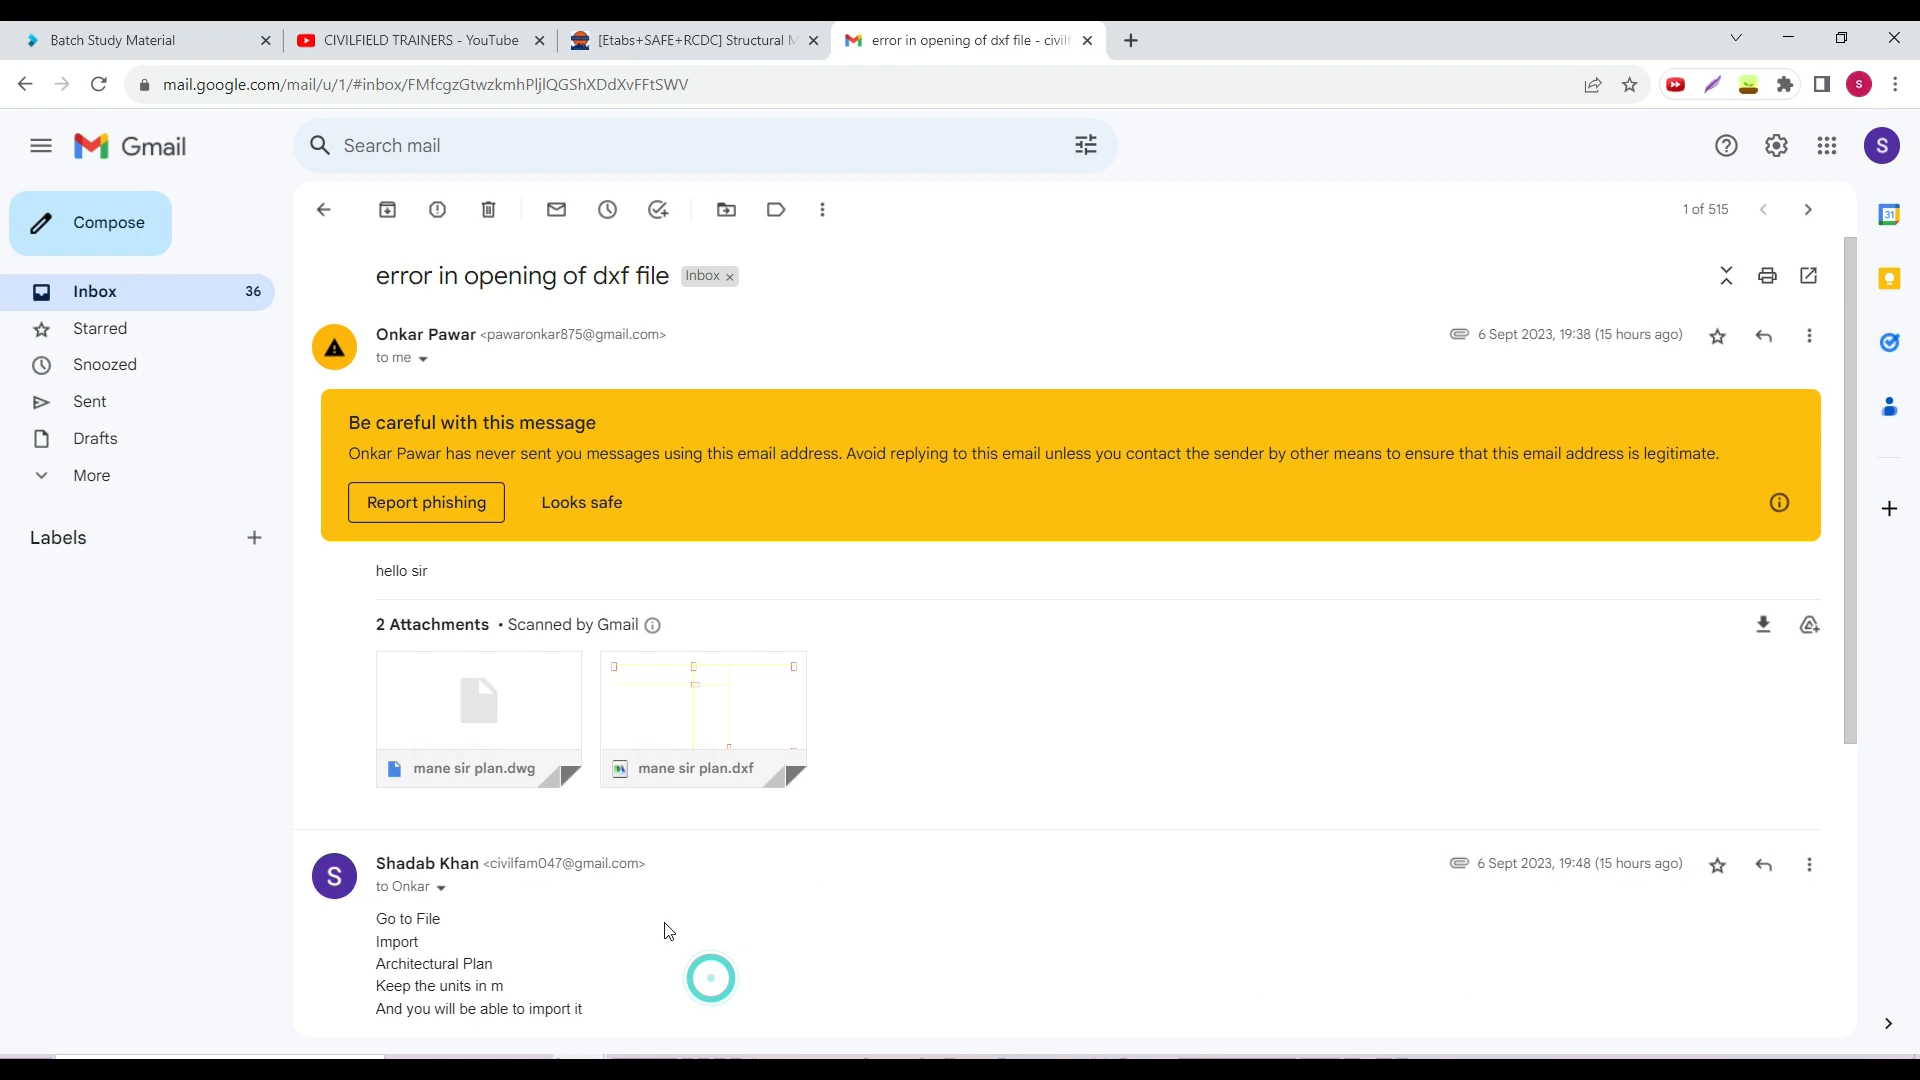 Batch Study Material
CIVILFIELD TRAINERS - YouTube
[Etabs+SAFE+RCDC] Structural M
error in opening of dxf file - civilf
mail.google.com/mail/u/1/#inbox/FMfcgzGtwzkmhPljlQGShXDdXvFFtSWV
S
Gmail
Search mail
S
Compose
1 of 515
31
error in opening of dxf file
Inbox ×
Inbox 36
Starred
Snoozed
Sent
Drafts
More
Labels
Onkar Pawar <pawaronkar875@gmail.com>
6 Sept 2023, 19:38 (15 hours ago)
to me
Be careful with this message
Onkar Pawar has never sent you messages using this email address. Avoid replying to this email unless you contact the sender by other means to ensure that this email address is legitimate.
Report phishing
Looks safe
hello sir
2 Attachments • Scanned by Gmail
mane sir plan.dwg
mane sir plan.dxf
S
Shadab Khan <civilfam047@gmail.com>
6 Sept 2023, 19:48 (15 hours ago)
to Onkar
Go to File
Import
Architectural Plan
Keep the units in m
And you will be able to import it